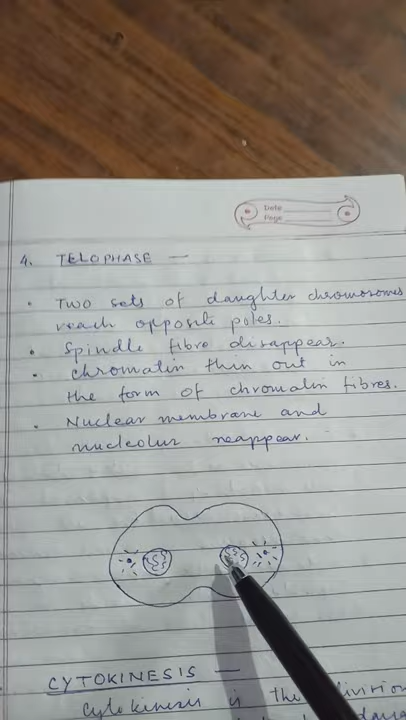 Date
Page
4. TELOPHASE —
• Two sets of daughter chromosomes
reach opposite poles.
• Spindle fibre disappear.
• chromatin thin out in
the form of chromatin fibres.
• Nuclear membrane and
nucleolus reappear.
CYTOKINESIS —
Cytokinesis is the division